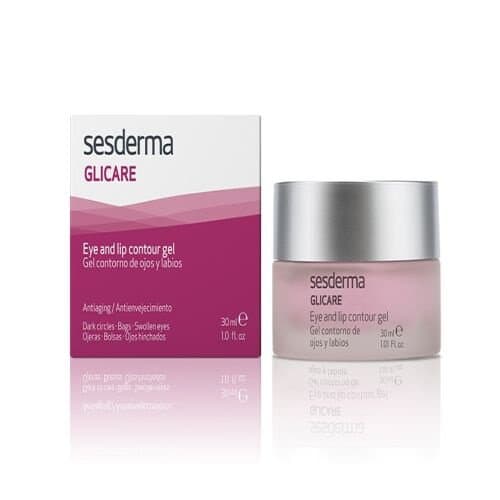 sesderma
GLICARE
Eye and lip contour gel
Gel contorno de ojos y labios
Antiaging / Antienvejecimiento
Dark circles · Bags · Swollen eyes
Ojeras · Bolsas · Ojos hinchados
30 ml ℮
1.0 fl. oz
sesderma
GLICARE
Eye and lip contour gel
Gel contorno de
ojos y labios
30 ml ℮
1.01 fl. oz